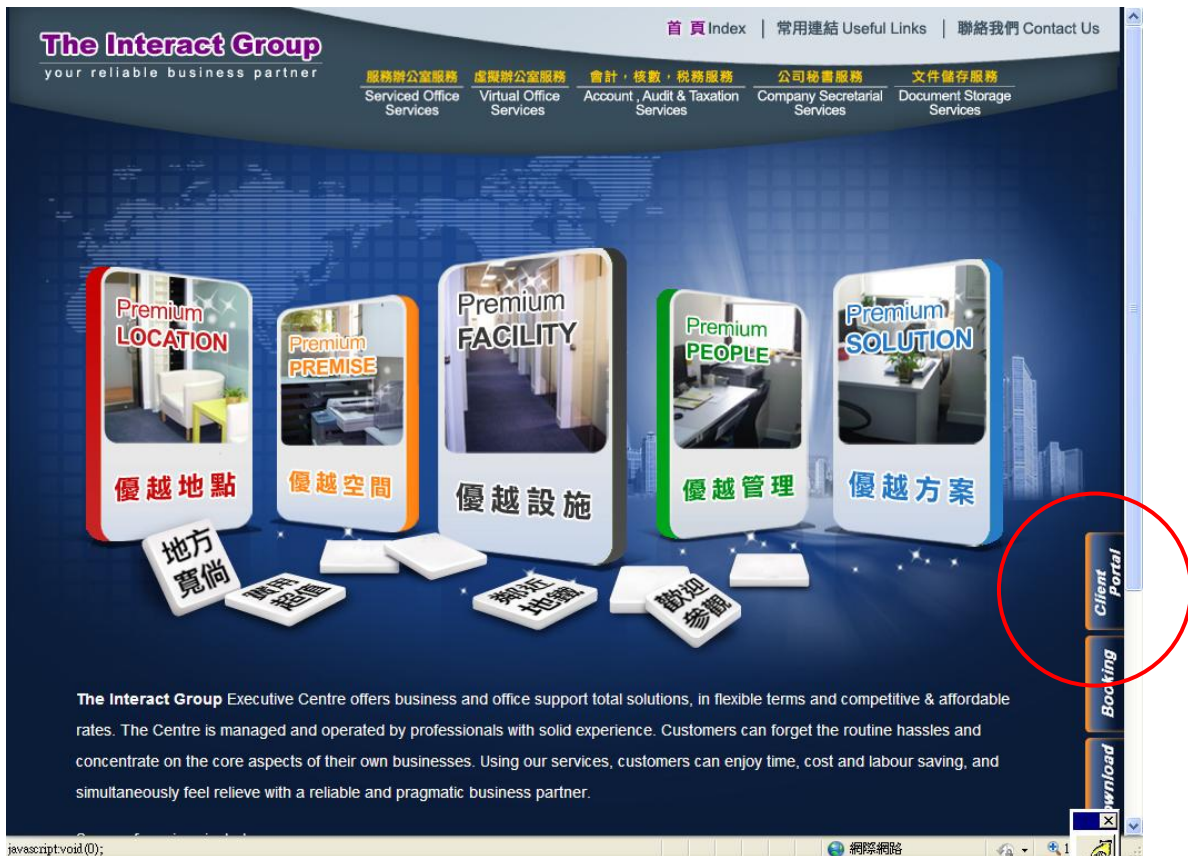 The Interact Group
your reliable business partner
首 頁Index | 常用連結 Useful Links | 聯絡我們 Contact Us
服務辦公室服務 虛擬辦公室服務 會計，核數，稅務服務 公司秘書服務 文件儲存服務
Serviced Office Services
Virtual Office Services
Account , Audit & Taxation Services
Company Secretarial Services
Document Storage Services
Premium
LOCATION
優越地點
Premium
PREMISE
優越空間
Premium
FACILITY
優越設施
Premium
PEOPLE
優越管理
Premium
SOLUTION
優越方案
地方
寬倘
超值
鄰近
地鐵
歡迎
參觀
Client
Portal
Booking
The Interact Group Executive Centre offers business and office support total solutions, in flexible terms and competitive & affordable
rates. The Centre is managed and operated by professionals with solid experience. Customers can forget the routine hassles and
concentrate on the core aspects of their own businesses. Using our services, customers can enjoy time, cost and labour saving, and
simultaneously feel relieve with a reliable and pragmatic business partner.
javascript:void(0);
網際網路